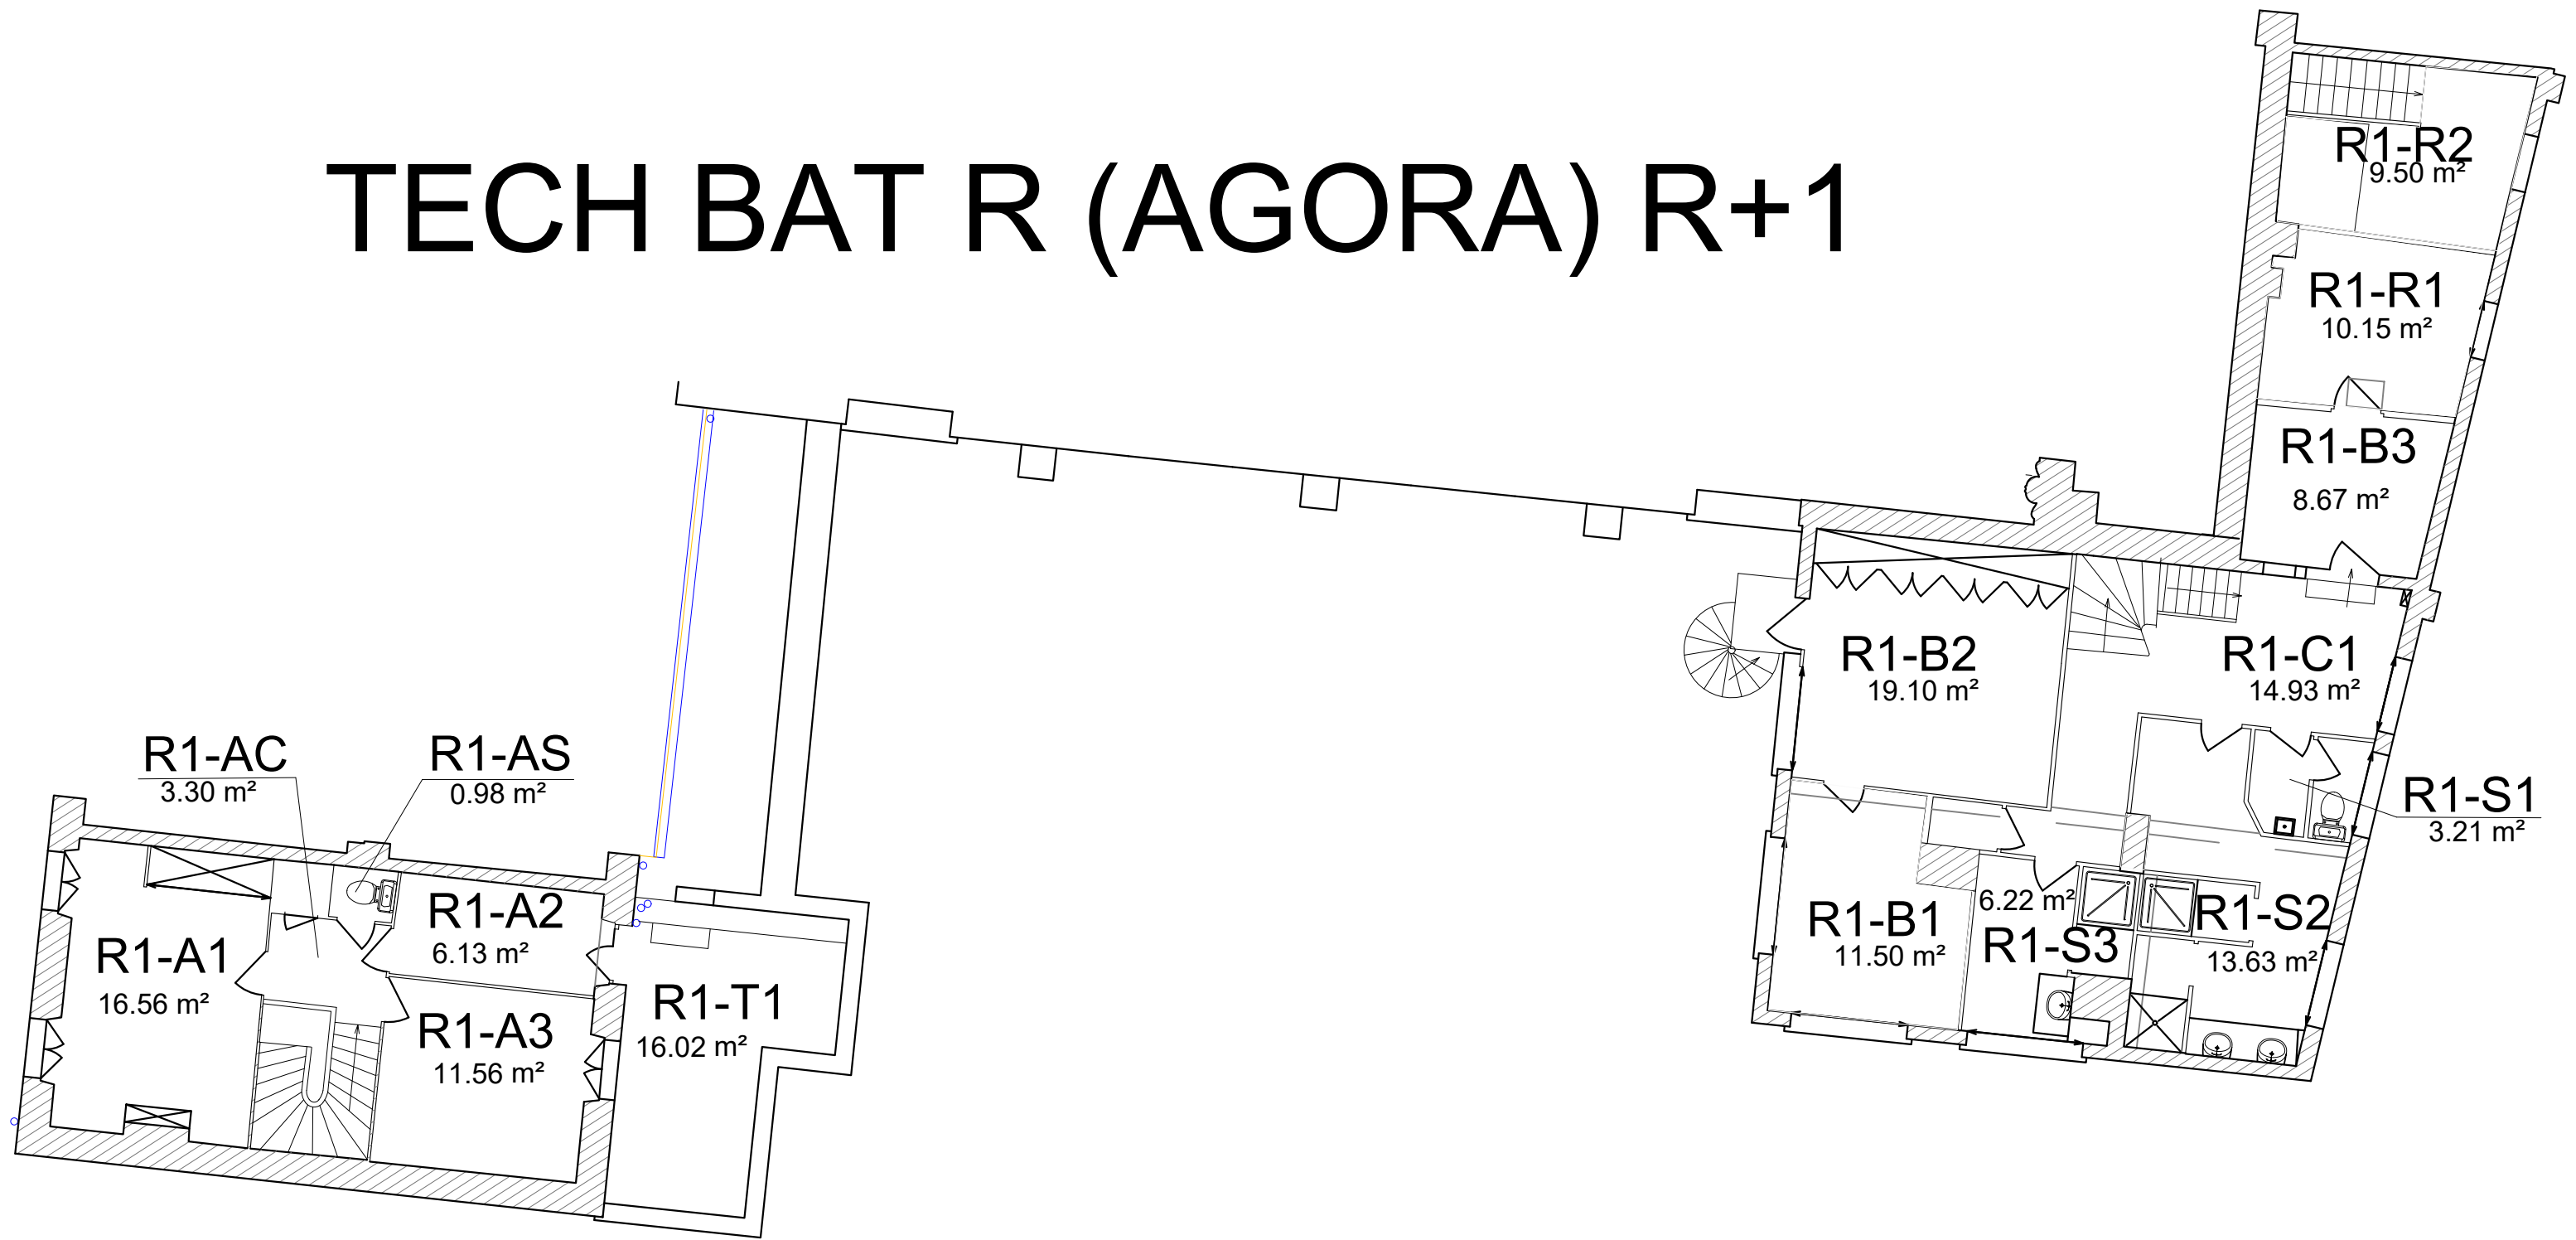 TECH BAT R (AGORA) R+1
R1-R2
9.50 m²
R1-R1
10.15 m²
R1-B3
8.67 m²
R1-B2
19.10 m²
R1-C1
14.93 m²
R1-S1
3.21 m²
R1-B1
11.50 m²
6.22 m²
R1-S3
R1-S2
13.63 m²
R1-AC
3.30 m²
R1-AS
0.98 m²
R1-A1
16.56 m²
R1-A2
6.13 m²
R1-A3
11.56 m²
R1-T1
16.02 m²